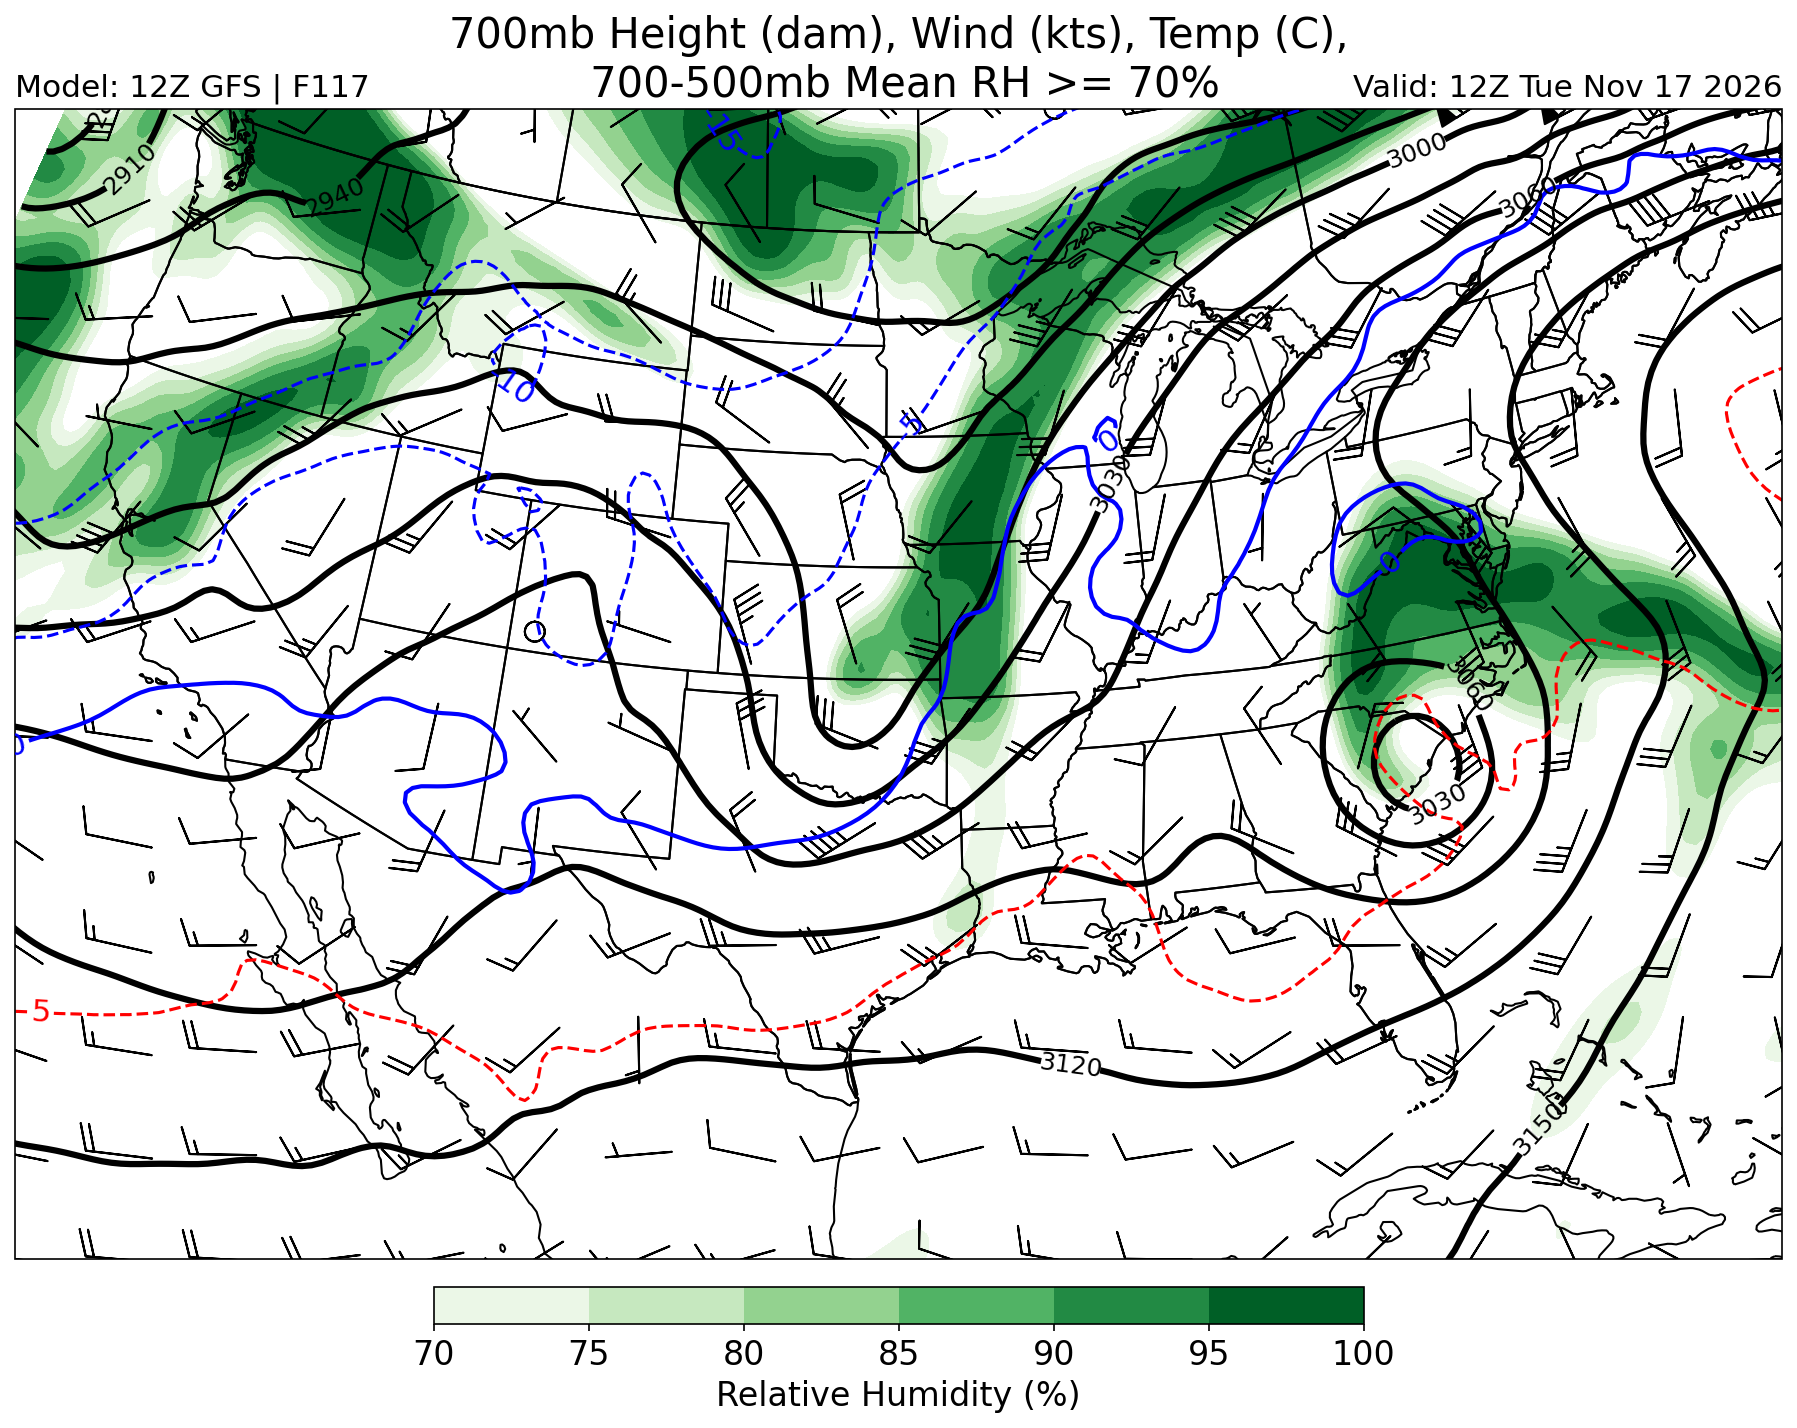 700mb Height (dam), Wind (kts), Temp (C),
700-500mb Mean RH >= 70%
Model: 12Z GFS | F117
Valid: 12Z Tue Nov 17 2026
2910
2940
-15
3000
3060
-10
-5
0
3030
0
3060
0
3030
5
3120
3150
70 75 80 85 90 95 100
Relative Humidity (%)